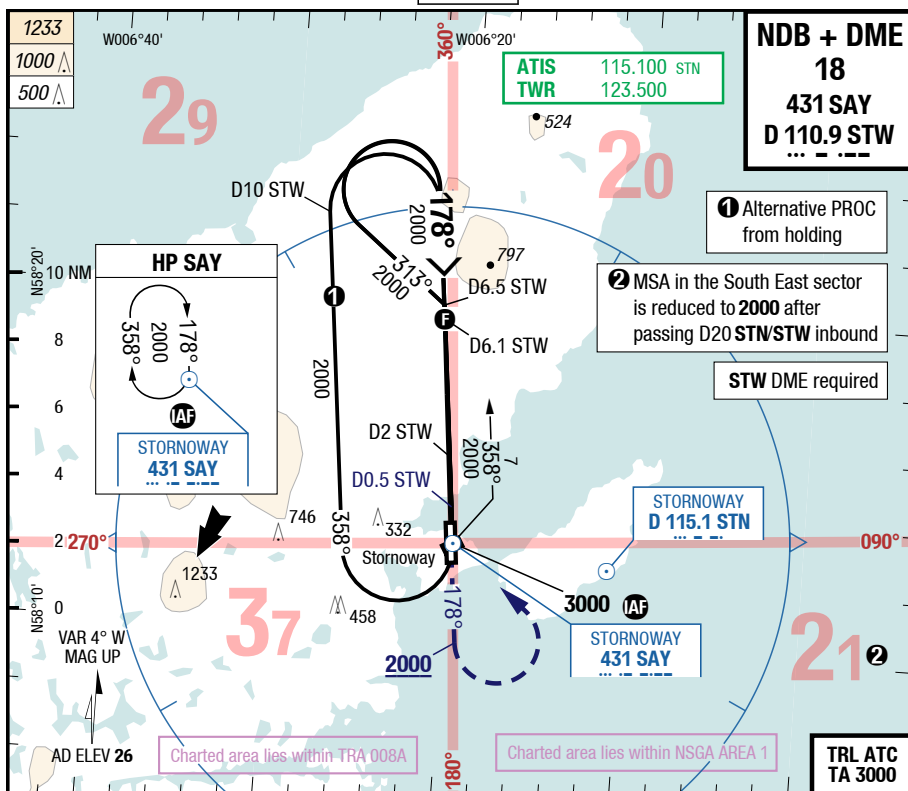 1233
1000
500
W006°40'
W006°20'
360°
ATIS 115.100 STN
TWR 123.500
NDB + DME
18
431 SAY
D 110.9 STW
29
20
524
D10 STW
178°
2000
313°
2000
797
D6.5 STW
F
D6.1 STW
1 Alternative PROC
from holding
2 MSA in the South East sector
is reduced to 2000 after
passing D20 STN/STW inbound
STW DME required
N58°20'
10 NM
8
6
4
2
0
HP SAY
358°
2000
178°
IAF
STORNOWAY
431 SAY
1
2000
D2 STW
D0.5 STW
7
358°
2000
STORNOWAY
D 115.1 STN
746
332
358°
Stornoway
270°
090°
1233
458
N58°10'
37
178°
2000
3000 IAF
STORNOWAY
431 SAY
21 2
VAR 4° W
MAG UP
AD ELEV 26
Charted area lies within TRA 008A
Charted area lies within NSGA AREA 1
180°
TRL ATC
TA 3000